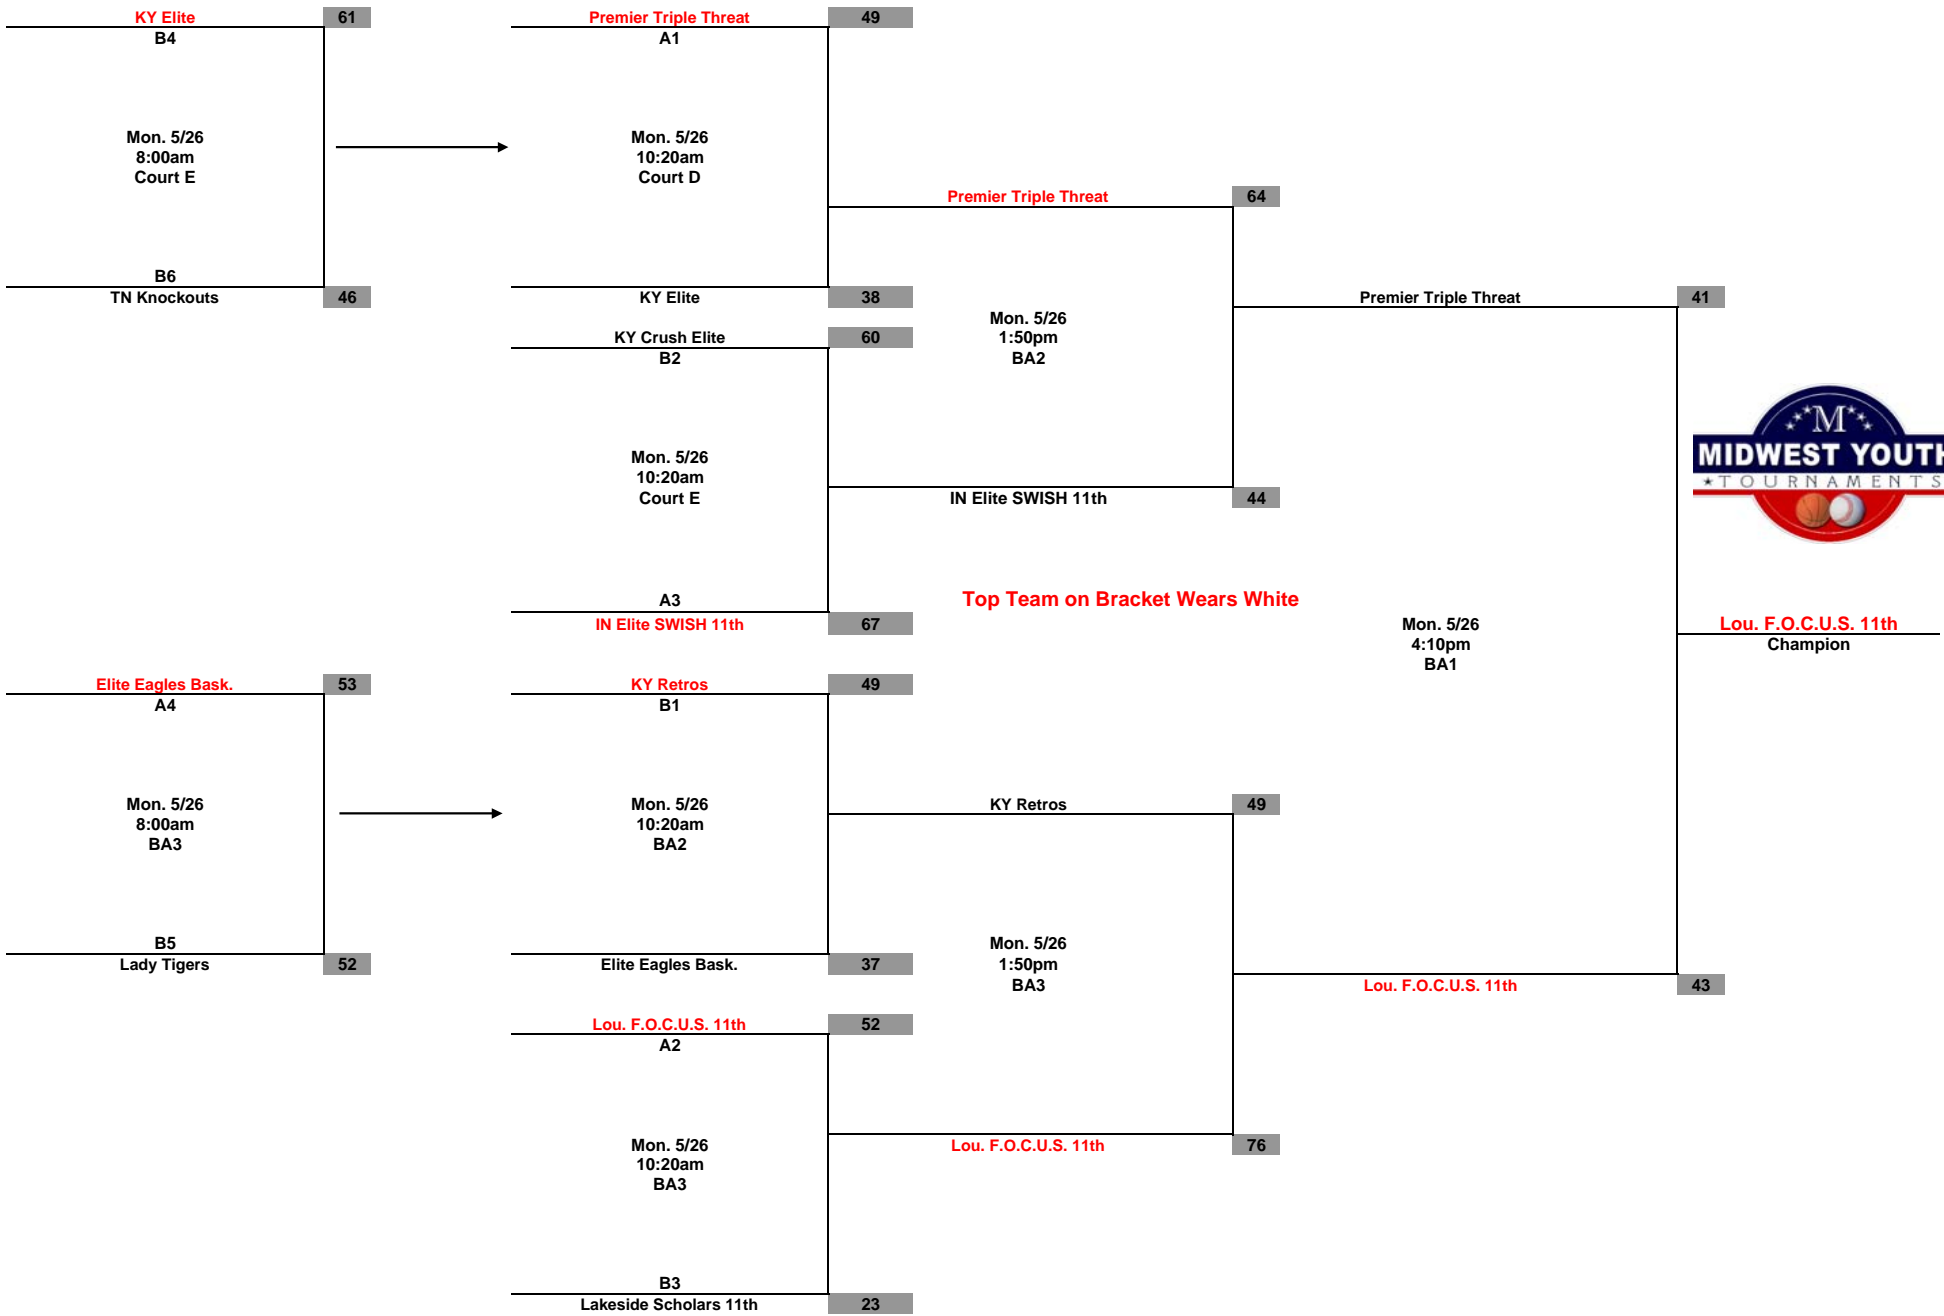 KY Elite 61
B4
Mon. 5/26
8:00am
Court E
B6
TN Knockouts 46
Premier Triple Threat 49
A1
Mon. 5/26
10:20am
Court D
KY Elite 38
KY Crush Elite 60
B2
Mon. 5/26
10:20am
Court E
A3
IN Elite SWISH 11th 67
Premier Triple Threat 64
Mon. 5/26
1:50pm
BA2
IN Elite SWISH 11th 44
Top Team on Bracket Wears White
Premier Triple Threat 41
Mon. 5/26
4:10pm
BA1
M
MIDWEST YOUTH
TOURNAMENTS
Lou. F.O.C.U.S. 11th
Champion
Elite Eagles Bask. 53
A4
Mon. 5/26
8:00am
BA3
B5
Lady Tigers 52
KY Retros 49
B1
Mon. 5/26
10:20am
BA2
Elite Eagles Bask. 37
Lou. F.O.C.U.S. 11th 52
A2
Mon. 5/26
10:20am
BA3
B3
Lakeside Scholars 11th 23
KY Retros 49
Mon. 5/26
1:50pm
BA3
Lou. F.O.C.U.S. 11th 76
Lou. F.O.C.U.S. 11th 43